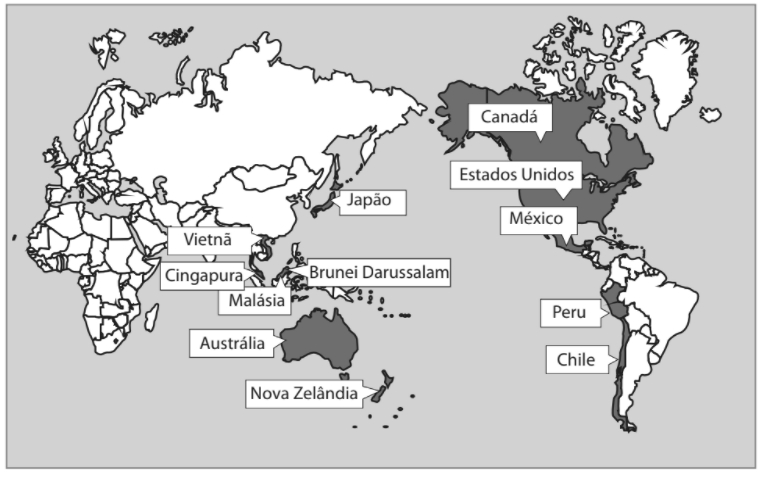 Canadá
Estados Unidos
Japão
México
Vietnã
Cingapura
Brunei Darussalam
Malásia
Peru
Austrália
Chile
Nova Zelândia